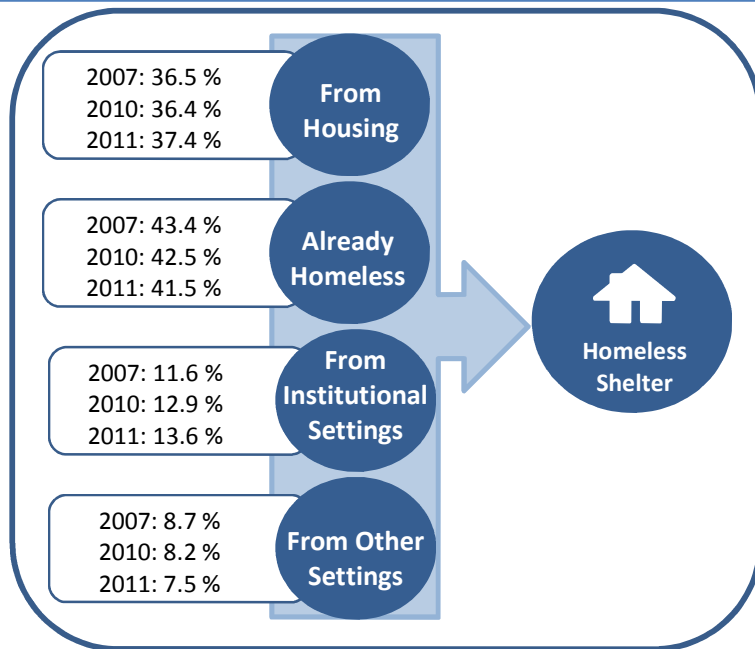 2007: 36.5 %
2010: 36.4 %
2011: 37.4 %
From
Housing
2007: 43.4 %
2010: 42.5 %
2011: 41.5 %
Already
Homeless
2007: 11.6 %
2010: 12.9 %
2011: 13.6 %
From
Institutional
Settings
2007: 8.7 %
2010: 8.2 %
2011: 7.5 %
From Other
Settings
Homeless
Shelter